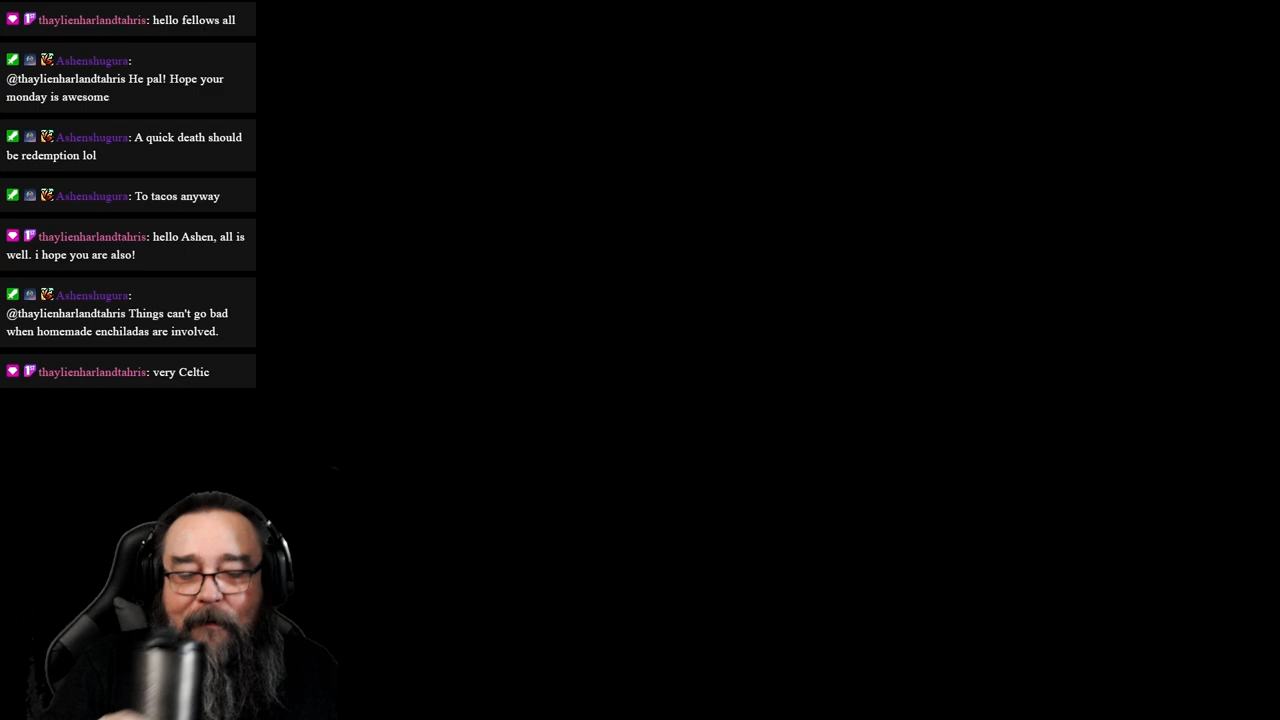 thaylienharlandtahris: hello fellows all
Ashenshugura:
@thaylienharlandtahris He pal! Hope your
monday is awesome
Ashenshugura: A quick death should
be redemption lol
Ashenshugura: To tacos anyway
thaylienharlandtahris: hello Ashen, all is
well. i hope you are also!
Ashenshugura:
@thaylienharlandtahris Things can't go bad
when homemade enchiladas are involved.
thaylienharlandtahris: very Celtic